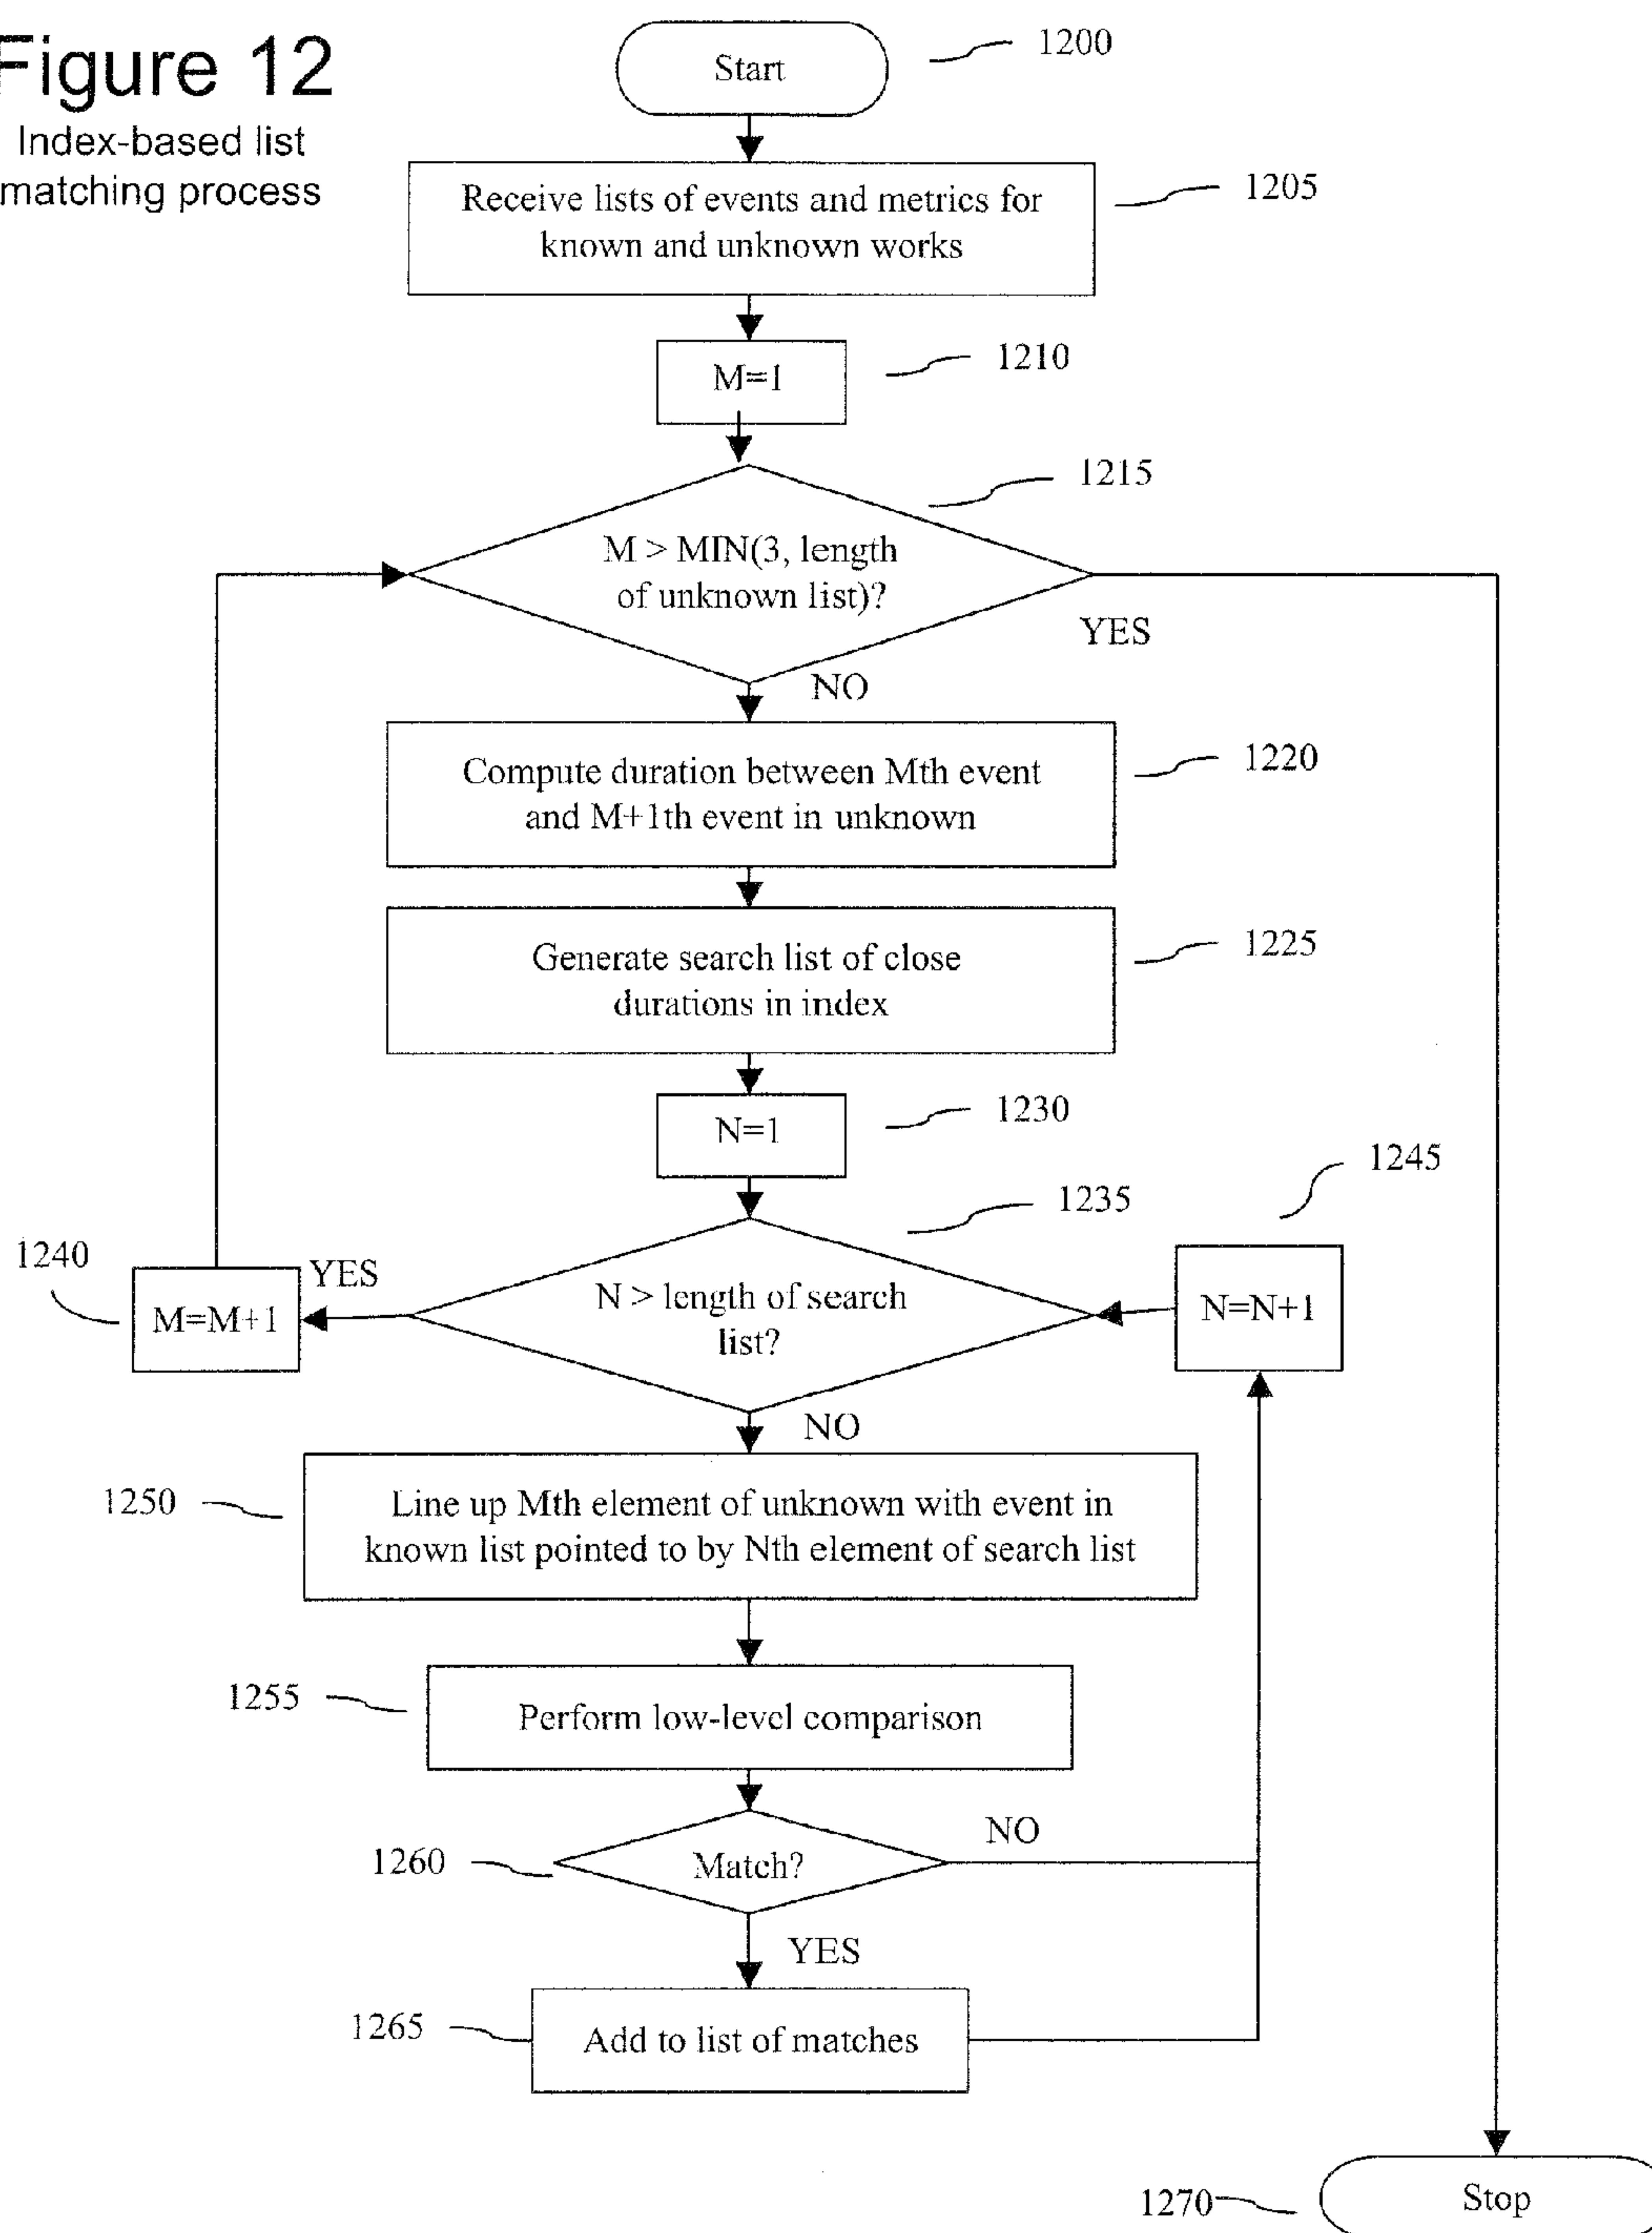 Figure 12
Index-based list
matching process
Start
1200
Receive lists of events and metrics for
known and unknown works
1205
M=1
1210
M > MIN(3, length
of unknown list)?
1215
YES
NO
Compute duration between Mth event
and M+1th event in unknown
1220
Generate search list of close
durations in index
1225
N=1
1230
1235
1245
1240
YES
M=M+1
N > length of search
list?
N=N+1
NO
1250
Line up Mth element of unknown with event in
known list pointed to by Nth element of search list
1255
Perform low-level comparison
1260
Match?
NO
YES
1265
Add to list of matches
1270
Stop